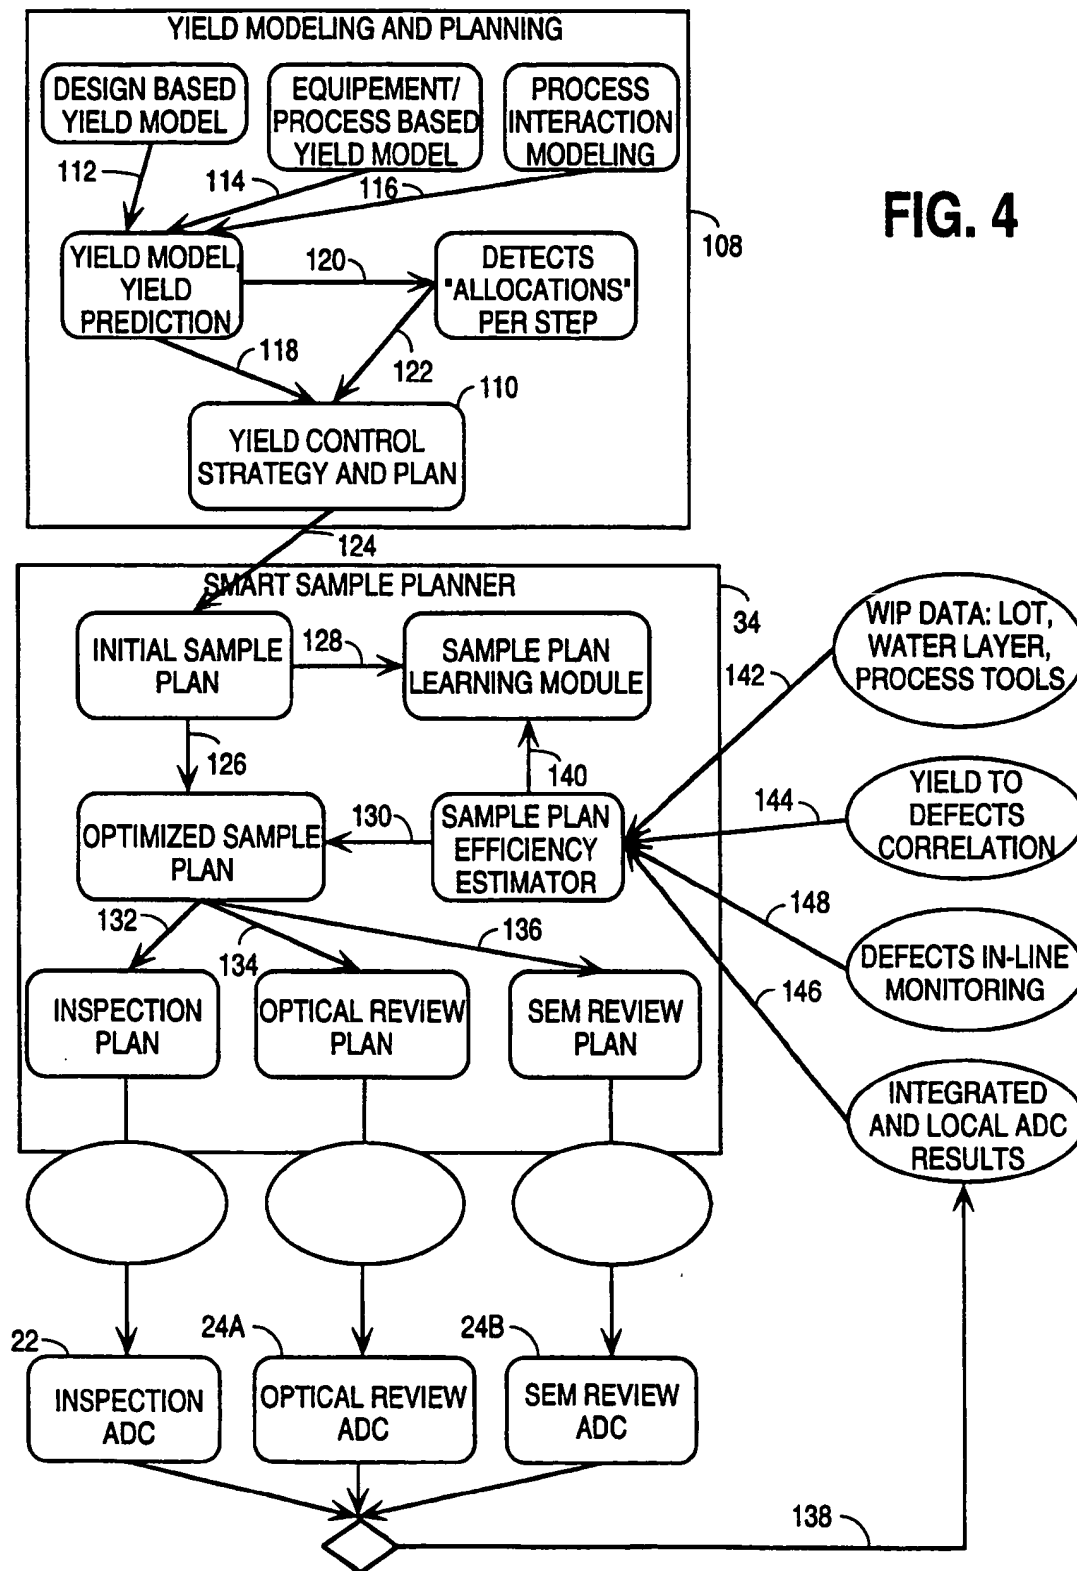 YIELD MODELING AND PLANNING
DESIGN BASED
YIELD MODEL
EQUIPEMENT/
PROCESS BASED
YIELD MODEL
PROCESS
INTERACTION
MODELING
112
114
116
FIG. 4
108
YIELD MODEL,
YIELD
PREDICTION
120
DETECTS
"ALLOCATIONS"
PER STEP
118
122
110
YIELD CONTROL
STRATEGY AND PLAN
124
SMART SAMPLE PLANNER
34
INITIAL SAMPLE
PLAN
128
SAMPLE PLAN
LEARNING MODULE
142
WIP DATA: LOT,
WATER LAYER,
PROCESS TOOLS
126
140
OPTIMIZED SAMPLE
PLAN
130
SAMPLE PLAN
EFFICIENCY
ESTIMATOR
144
YIELD TO
DEFECTS
CORRELATION
132
134
136
148
146
DEFECTS IN-LINE
MONITORING
INSPECTION
PLAN
OPTICAL REVIEW
PLAN
SEM REVIEW
PLAN
INTEGRATED
AND LOCAL ADC
RESULTS
22
24A
24B
INSPECTION
ADC
OPTICAL REVIEW
ADC
SEM REVIEW
ADC
138